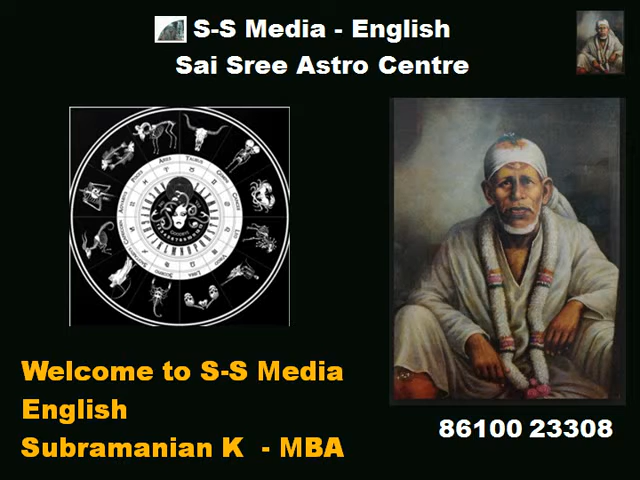 S-S Media - English
Sai Sree Astro Centre
Welcome to S-S Media
English
Subramanian K - MBA
86100 23308